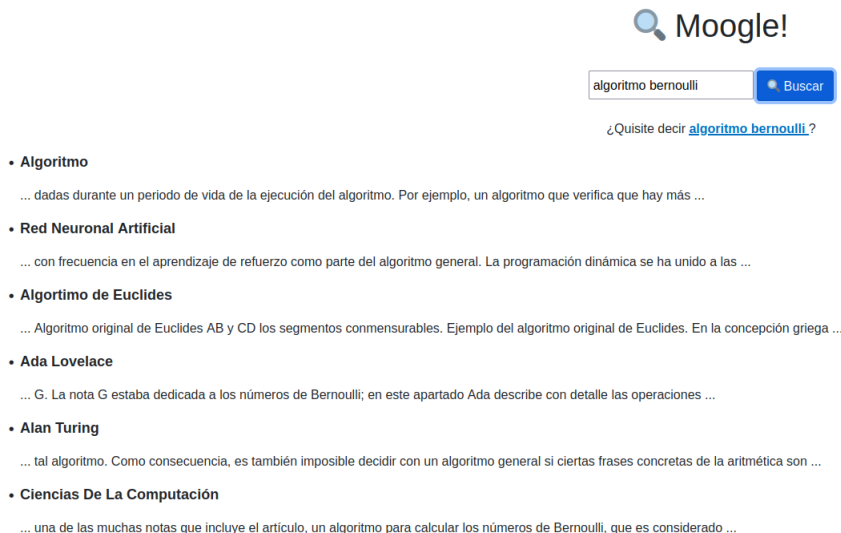 Moogle!
algoritmo bernoulli
Buscar
¿Quisite decir algoritmo bernoulli ?
Algoritmo
... dadas durante un periodo de vida de la ejecución del algoritmo. Por ejemplo, un algoritmo que verifica que hay más ...
Red Neuronal Artificial
... con frecuencia en el aprendizaje de refuerzo como parte del algoritmo general. La programación dinámica se ha unido a las ...
Algortimo de Euclides
... Algoritmo original de Euclides AB y CD los segmentos conmensurables. Ejemplo del algoritmo original de Euclides. En la concepción griega ...
Ada Lovelace
... G. La nota G estaba dedicada a los números de Bernoulli; en este apartado Ada describe con detalle las operaciones ...
Alan Turing
... tal algoritmo. Como consecuencia, es también imposible decidir con un algoritmo general si ciertas frases concretas de la aritmética son ...
Ciencias De La Computación
... una de las muchas notas que incluye el artículo, un algoritmo para calcular los números de Bernoulli, que es considerado ...